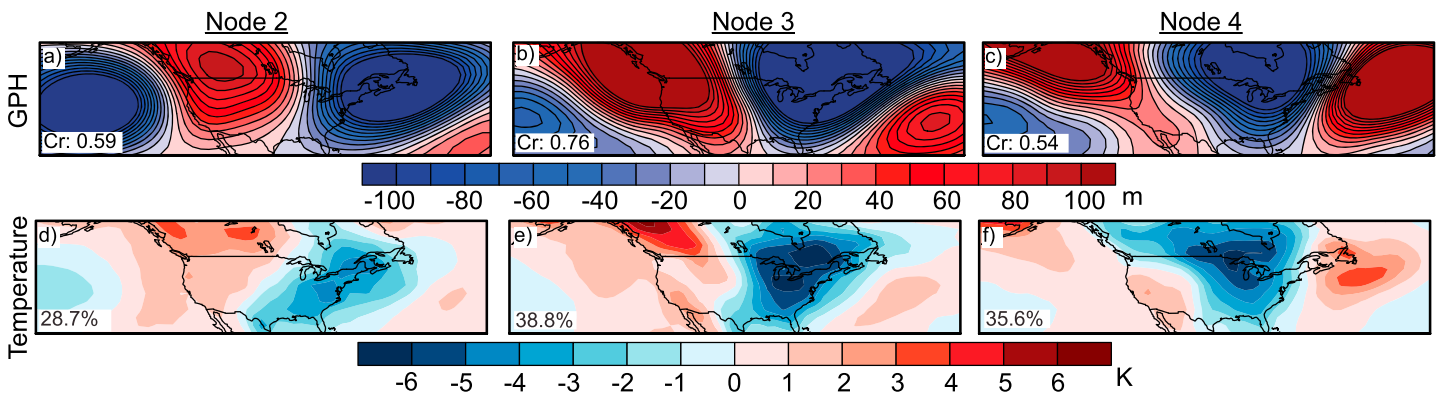 Node 2 Node 3 Node 4
GPH
a) b) c)
Cr: 0.59 Cr: 0.76 Cr: 0.54
-100 -80 -60 -40 -20 0 20 40 60 80 100 m
Temperature
d) e) f)
28.7% 38.8% 35.6%
-6 -5 -4 -3 -2 -1 0 1 2 3 4 5 6 K